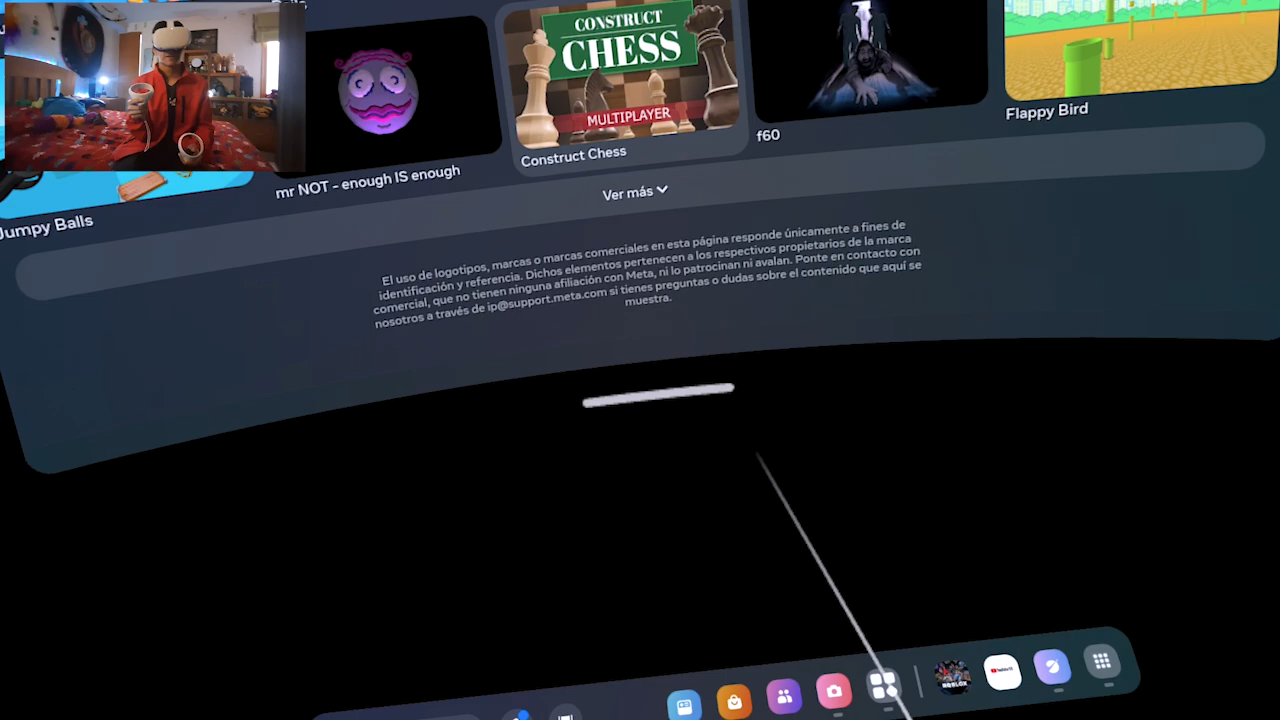 CONSTRUCT
CHESS
MULTIPLAYER
Flappy Bird
f60
Construct Chess
mr NOT - enough IS enough
Jumpy Balls
Ver más
El uso de logotipos, marcas o marcas comerciales en esta página responde únicamente a fines de
identificación y referencia. Dichos elementos pertenecen a los respectivos propietarios de la marca
comercial, que no tienen ninguna afiliación con Meta, ni lo patrocinan ni avalan. Ponte en contacto con
nosotros a través de ip@support.meta.com si tienes preguntas o dudas sobre el contenido que aquí se
muestra.
ROBLOX